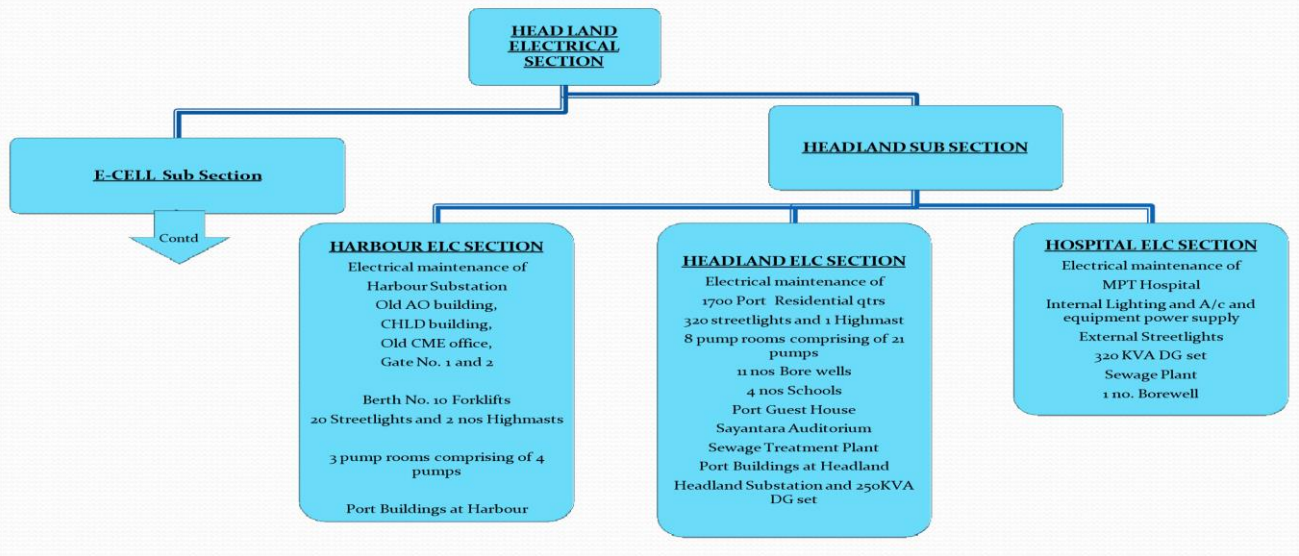 HEAD LAND
ELECTRICAL
SECTION
E-CELL Sub Section
Contd
HEADLAND SUB SECTION
HARBOUR ELC SECTION
Electrical maintenance of
Harbour Substation
Old AO building,
CHLD building,
Old CME office,
Gate No. 1 and 2
Berth No. 10 Forklifts
20 Streetlights and 2 nos Highmasts
3 pump rooms comprising of 4
pumps
Port Buildings at Harbour
HEADLAND ELC SECTION
Electrical maintenance of
1700 Port Residential qtrs
320 streetlights and 1 Highmast
8 pump rooms comprising of 21
pumps
11 nos Bore wells
4 nos Schools
Port Guest House
Sayantara Auditorium
Sewage Treatment Plant
Port Buildings at Headland
Headland Substation and 250KVA
DG set
HOSPITAL ELC SECTION
Electrical maintenance of
MPT Hospital
Internal Lighting and A/c and
equipment power supply
External Streetlights
320 KVA DG set
Sewage Plant
1 no. Borewell